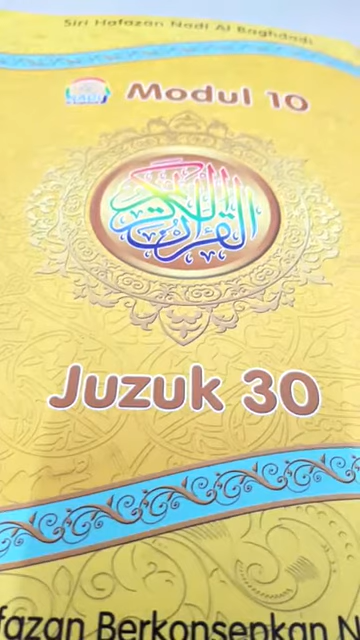 Siri Hafazan Nadi Al Baghdadi
Modul 10
القرآن الكريم
Juzuk 30
fazan Berkonsepkan N